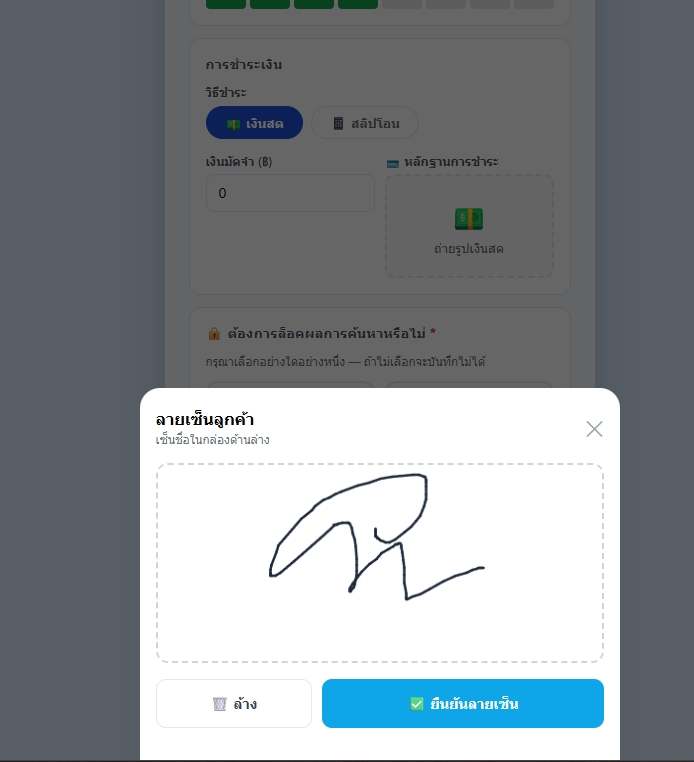 การชำระเงิน
วิธีชำระ
💵 เงินสด
สลิปโอน
เงินมัดจำ (฿)
หลักฐานการชำระ
0
ถ่ายรูปเงินสด
🔒 ต้องการล็อคผลการค้นหาหรือไม่ *
กรุณาเลือกอย่างใดอย่างหนึ่ง — ถ้าไม่เลือกจะบันทึกไม่ได้
ลายเซ็นลูกค้า
เซ็นชื่อในกล่องด้านล่าง
🗑️ ล้าง
✅ ยืนยันลายเซ็น